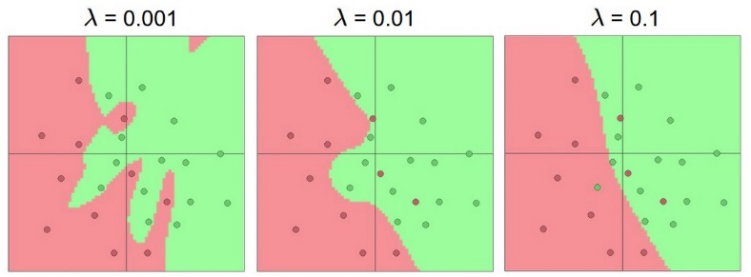 λ = 0.001
λ = 0.01
λ = 0.1